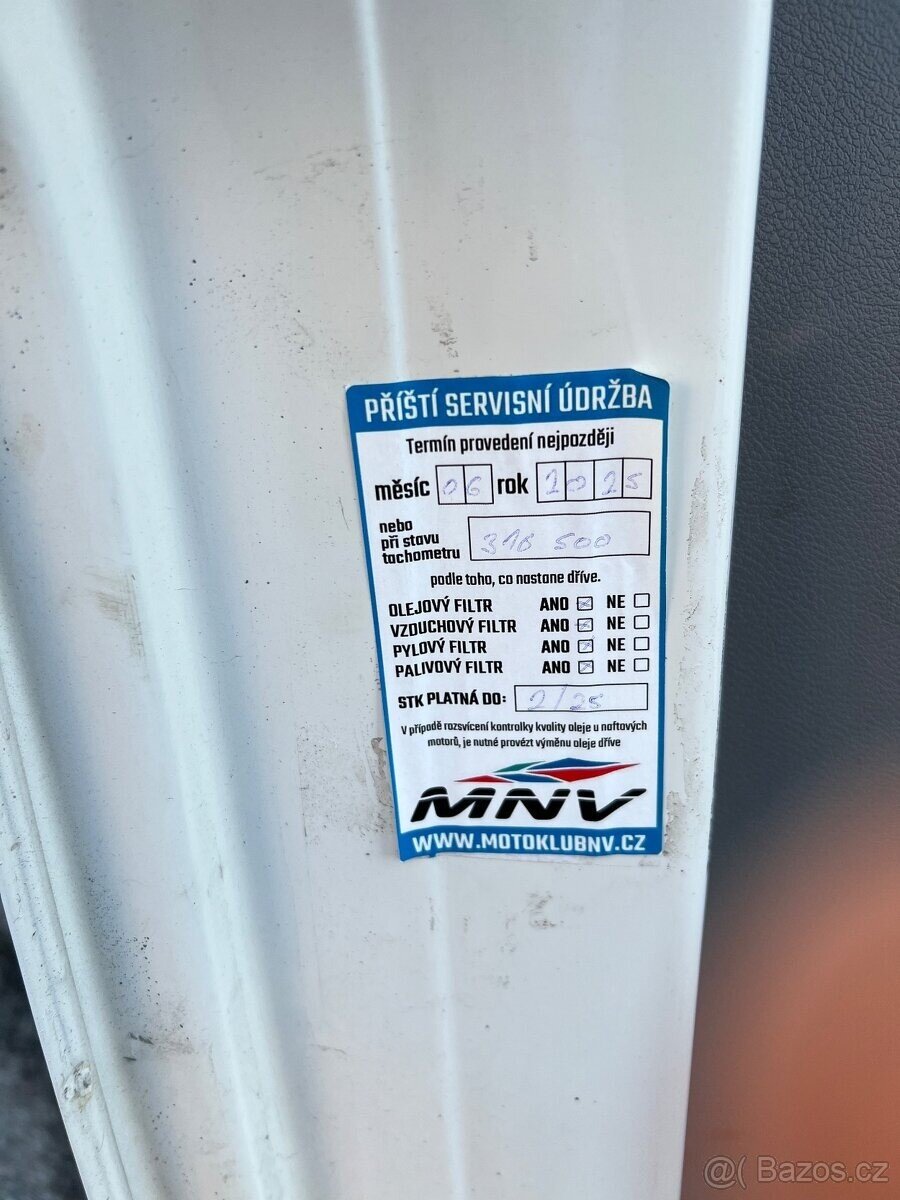 PŘÍŠTÍ SERVISNÍ ÚDRŽBA
Termín provedení nejpozději
měsíc 06 rok 2025
nebo
při stavu
tachometru 316 500
podle toho, co nastane dříve.
OLEJOVÝ FILTR ANO ☒ NE ☐
VZDUCHOVÝ FILTR ANO ☒ NE ☐
PYLOVÝ FILTR ANO ☒ NE ☐
PALIVOVÝ FILTR ANO ☒ NE ☐
STK PLATNÁ DO: 2/25
V případě rozsvícení kontrolky kvality oleje u naftových
motorů, je nutné provézt výměnu oleje dříve
MNV
WWW.MOTOKLUBNV.CZ
@( Bazos.cz